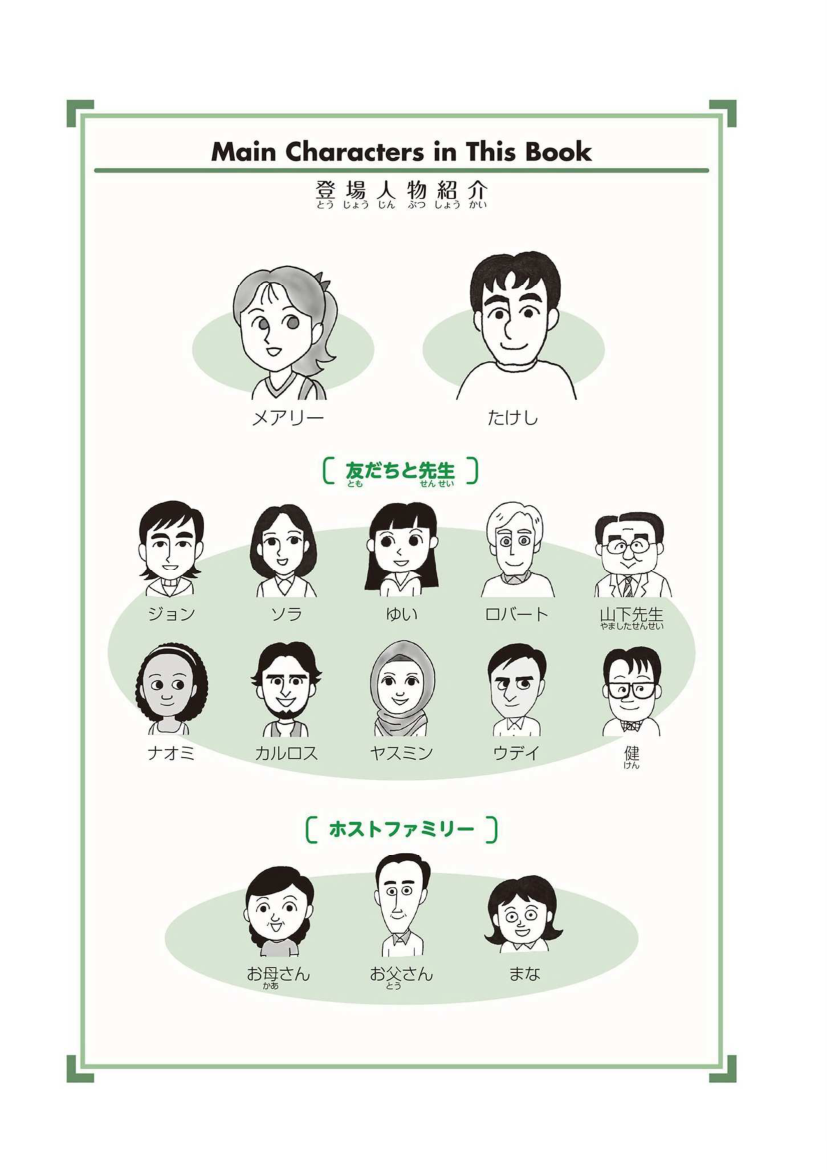 Main Characters in This Book
登場人物紹介
とう じょう じん ぶつ しょう かい
メアリー たけし
友だちと先生
とも せんせい
ジョン ソラ ゆい ロバート 山下先生
やましたせんせい
ナオミ カルロス ヤスミン ウデイ 健
けん
ホストファミリー
お母さん お父さん まな
かあ とう